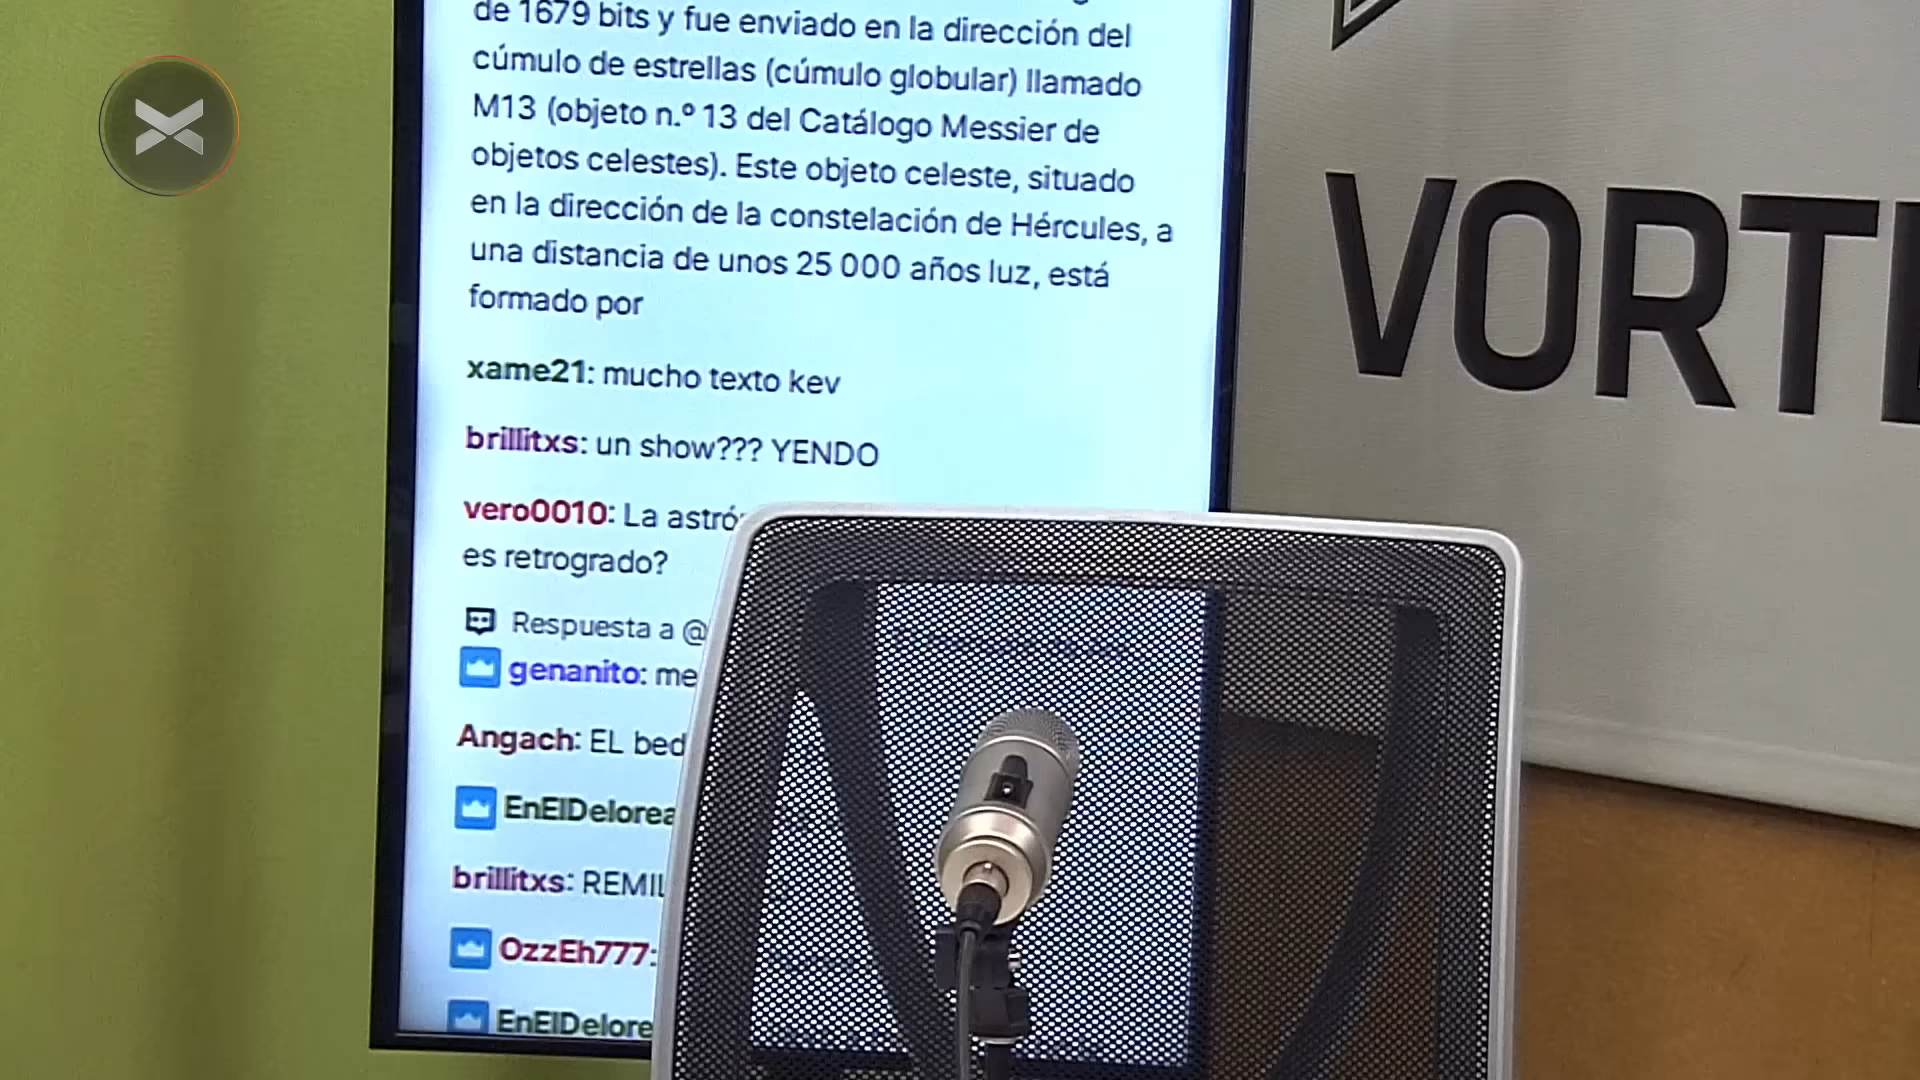 de 1679 bits y fue enviado en la dirección del
cúmulo de estrellas (cúmulo globular) llamado
M13 (objeto n.º 13 del Catálogo Messier de
objetos celestes). Este objeto celeste, situado
en la dirección de la constelación de Hércules, a
una distancia de unos 25 000 años luz, está
formado por
xame21: mucho texto kev
brillitxs: un show??? YENDO
vero0010: La
es retrogrado?
Respuesta a @
genanito: me
Angach: EL
EnElDelorea
brillitxs: REMIL
OzzEh777:
EnElDelore
VORT